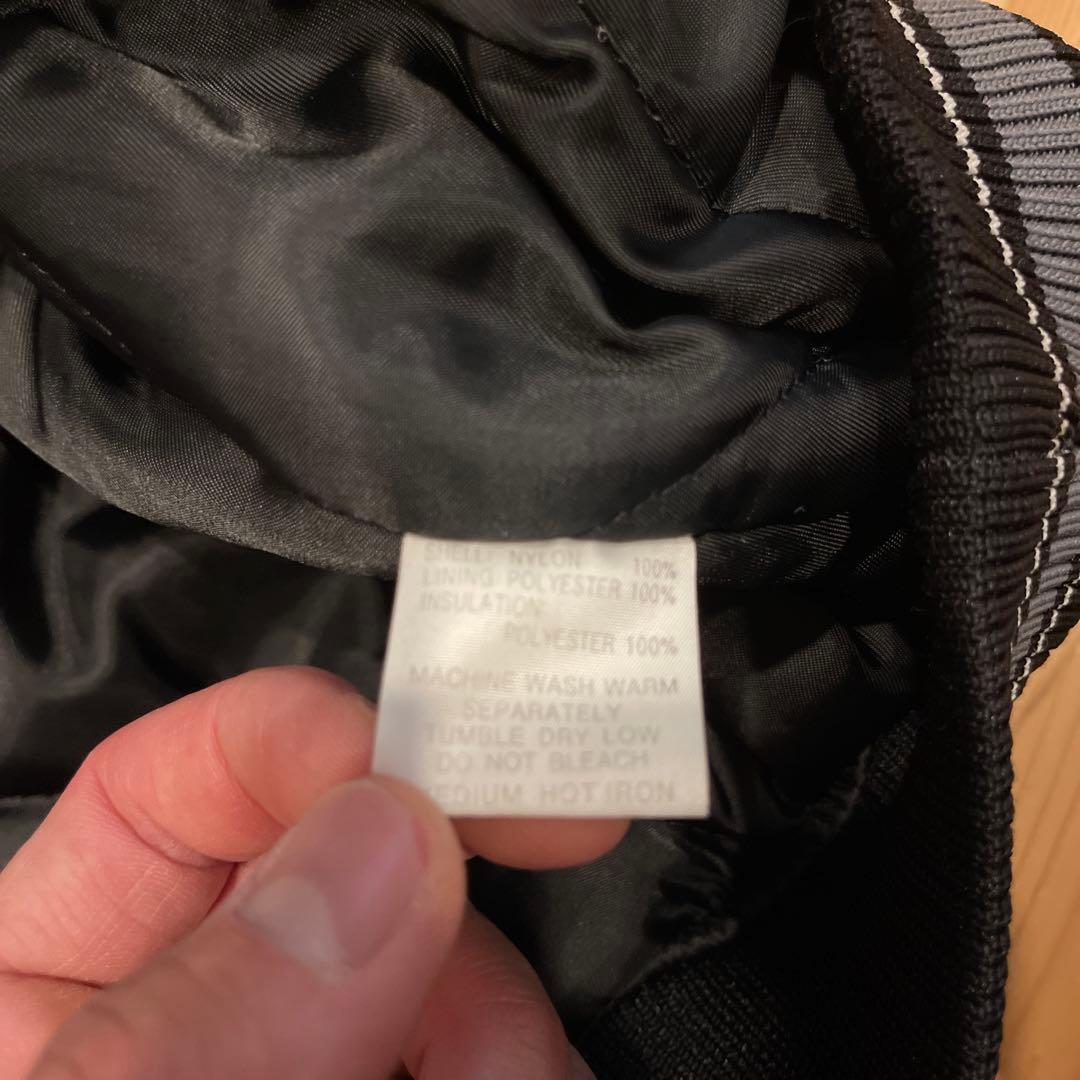 SHELL: NYLON 100%
LINING POLYESTER 100%
INSULATION:
POLYESTER 100%
MACHINE WASH WARM
SEPARATELY
TUMBLE DRY LOW
DO NOT BLEACH
HOT IRON